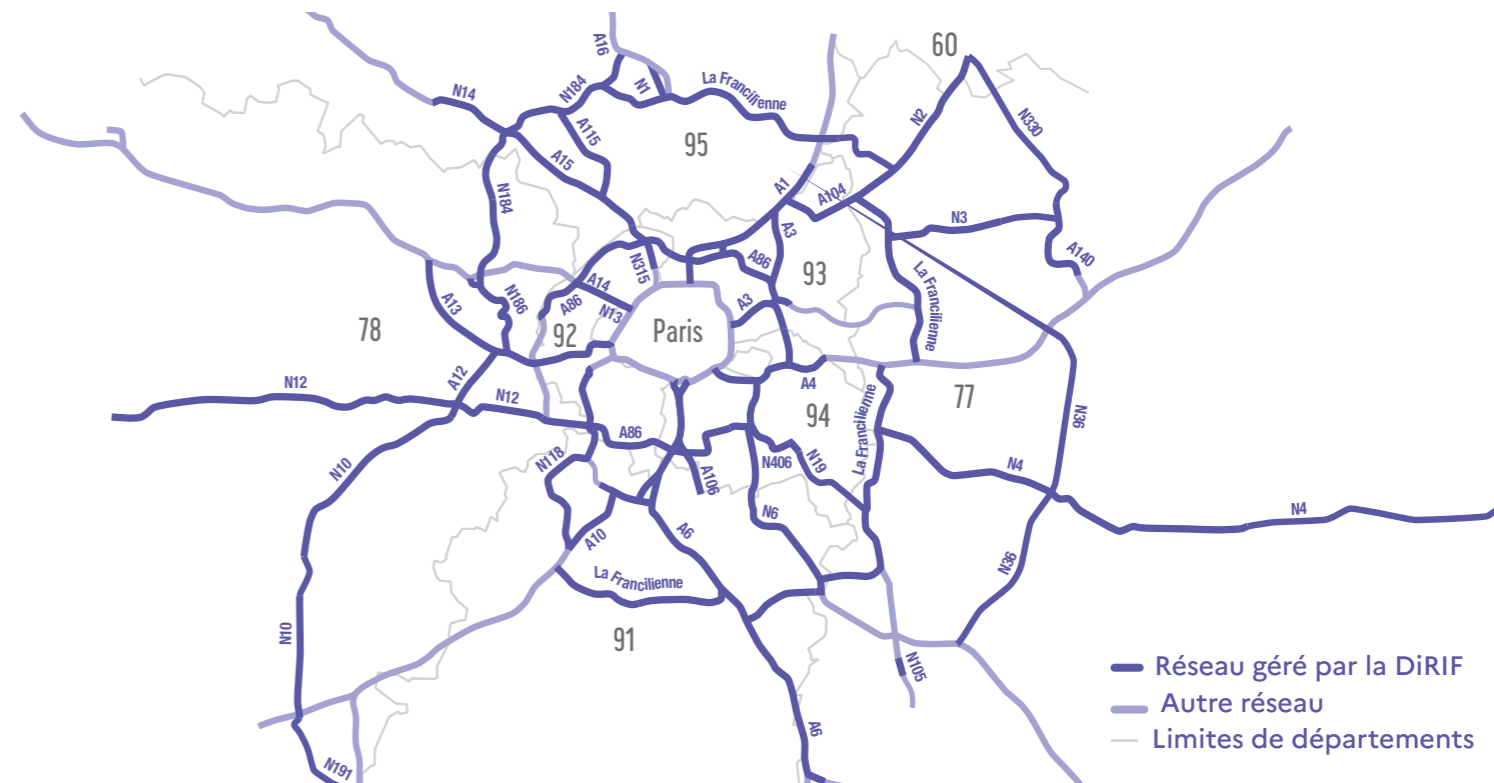 60
A16
N184
N1
La Francilienne
N14
N2
N330
A115
95
A15
A1
A104
N184
N3
A3
A86
93
N315
A140
A14
La Francilienne
A13
N186
A86
N13
A3
78
92
Paris
A12
A4
N12
N12
77
94
La Francilienne
N36
A86
N10
N118
N406
N19
A106
N4
N4
N6
A10
A6
N36
La Francilienne
N10
91
N105
A6
N191
Réseau géré par la DiRIF
Autre réseau
Limites de départements